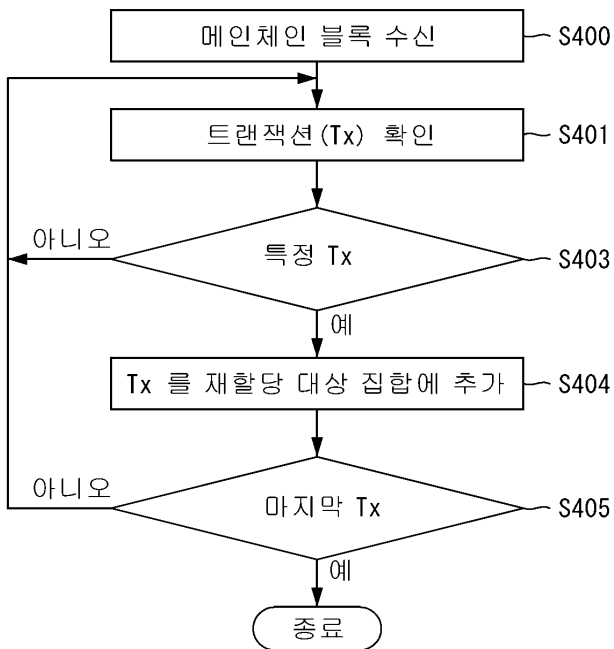 메인체인 블록 수신
S400
트랜잭션(Tx) 확인
S401
아니오
특정 Tx
S403
예
Tx 를 재할당 대상 집합에 추가
S404
아니오
마지막 Tx
S405
예
종료